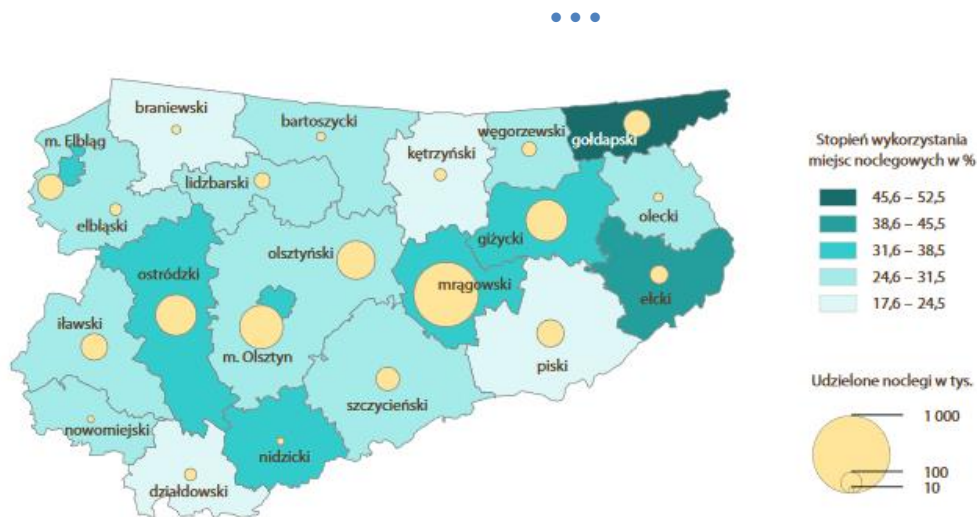 braniewski
bartoszycki
m. Elbląg
węgorzewski
gołdapski
kętrzyński
lidzbarski
elbląski
olecki
giżycki
olsztyński
ostródzki
mrągowski
ełcki
iławski
m. Olsztyn
piski
szczycieński
nowomiejski
nidzicki
działdowski
Stopień wykorzystania
miejsc noclegowych w %
45,6 – 52,5
38,6 – 45,5
31,6 – 38,5
24,6 – 31,5
17,6 – 24,5
Udzielone noclegi w tys.
1 000
100
10